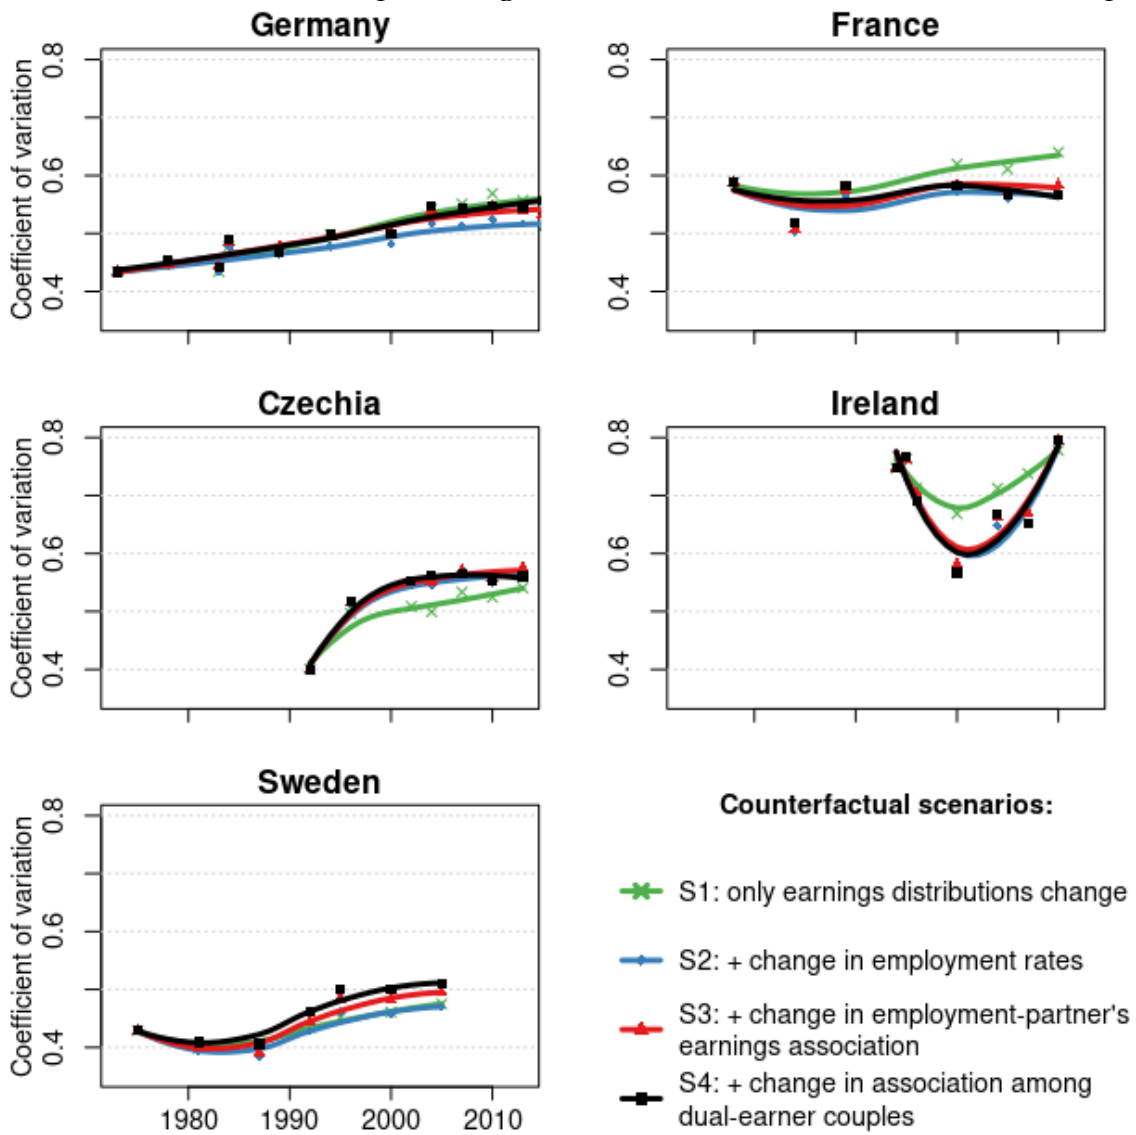 Germany
France
Coefficient of variation
0.8
0.6
0.4
0.8
0.6
0.4
Czechia
Ireland
Coefficient of variation
0.8
0.6
0.4
0.8
0.6
0.4
Sweden
Coefficient of variation
0.8
0.6
0.4
1980 1990 2000 2010
Counterfactual scenarios:
S1: only earnings distributions change
S2: + change in employment rates
S3: + change in employment-partner's
earnings association
S4: + change in association among
dual-earner couples